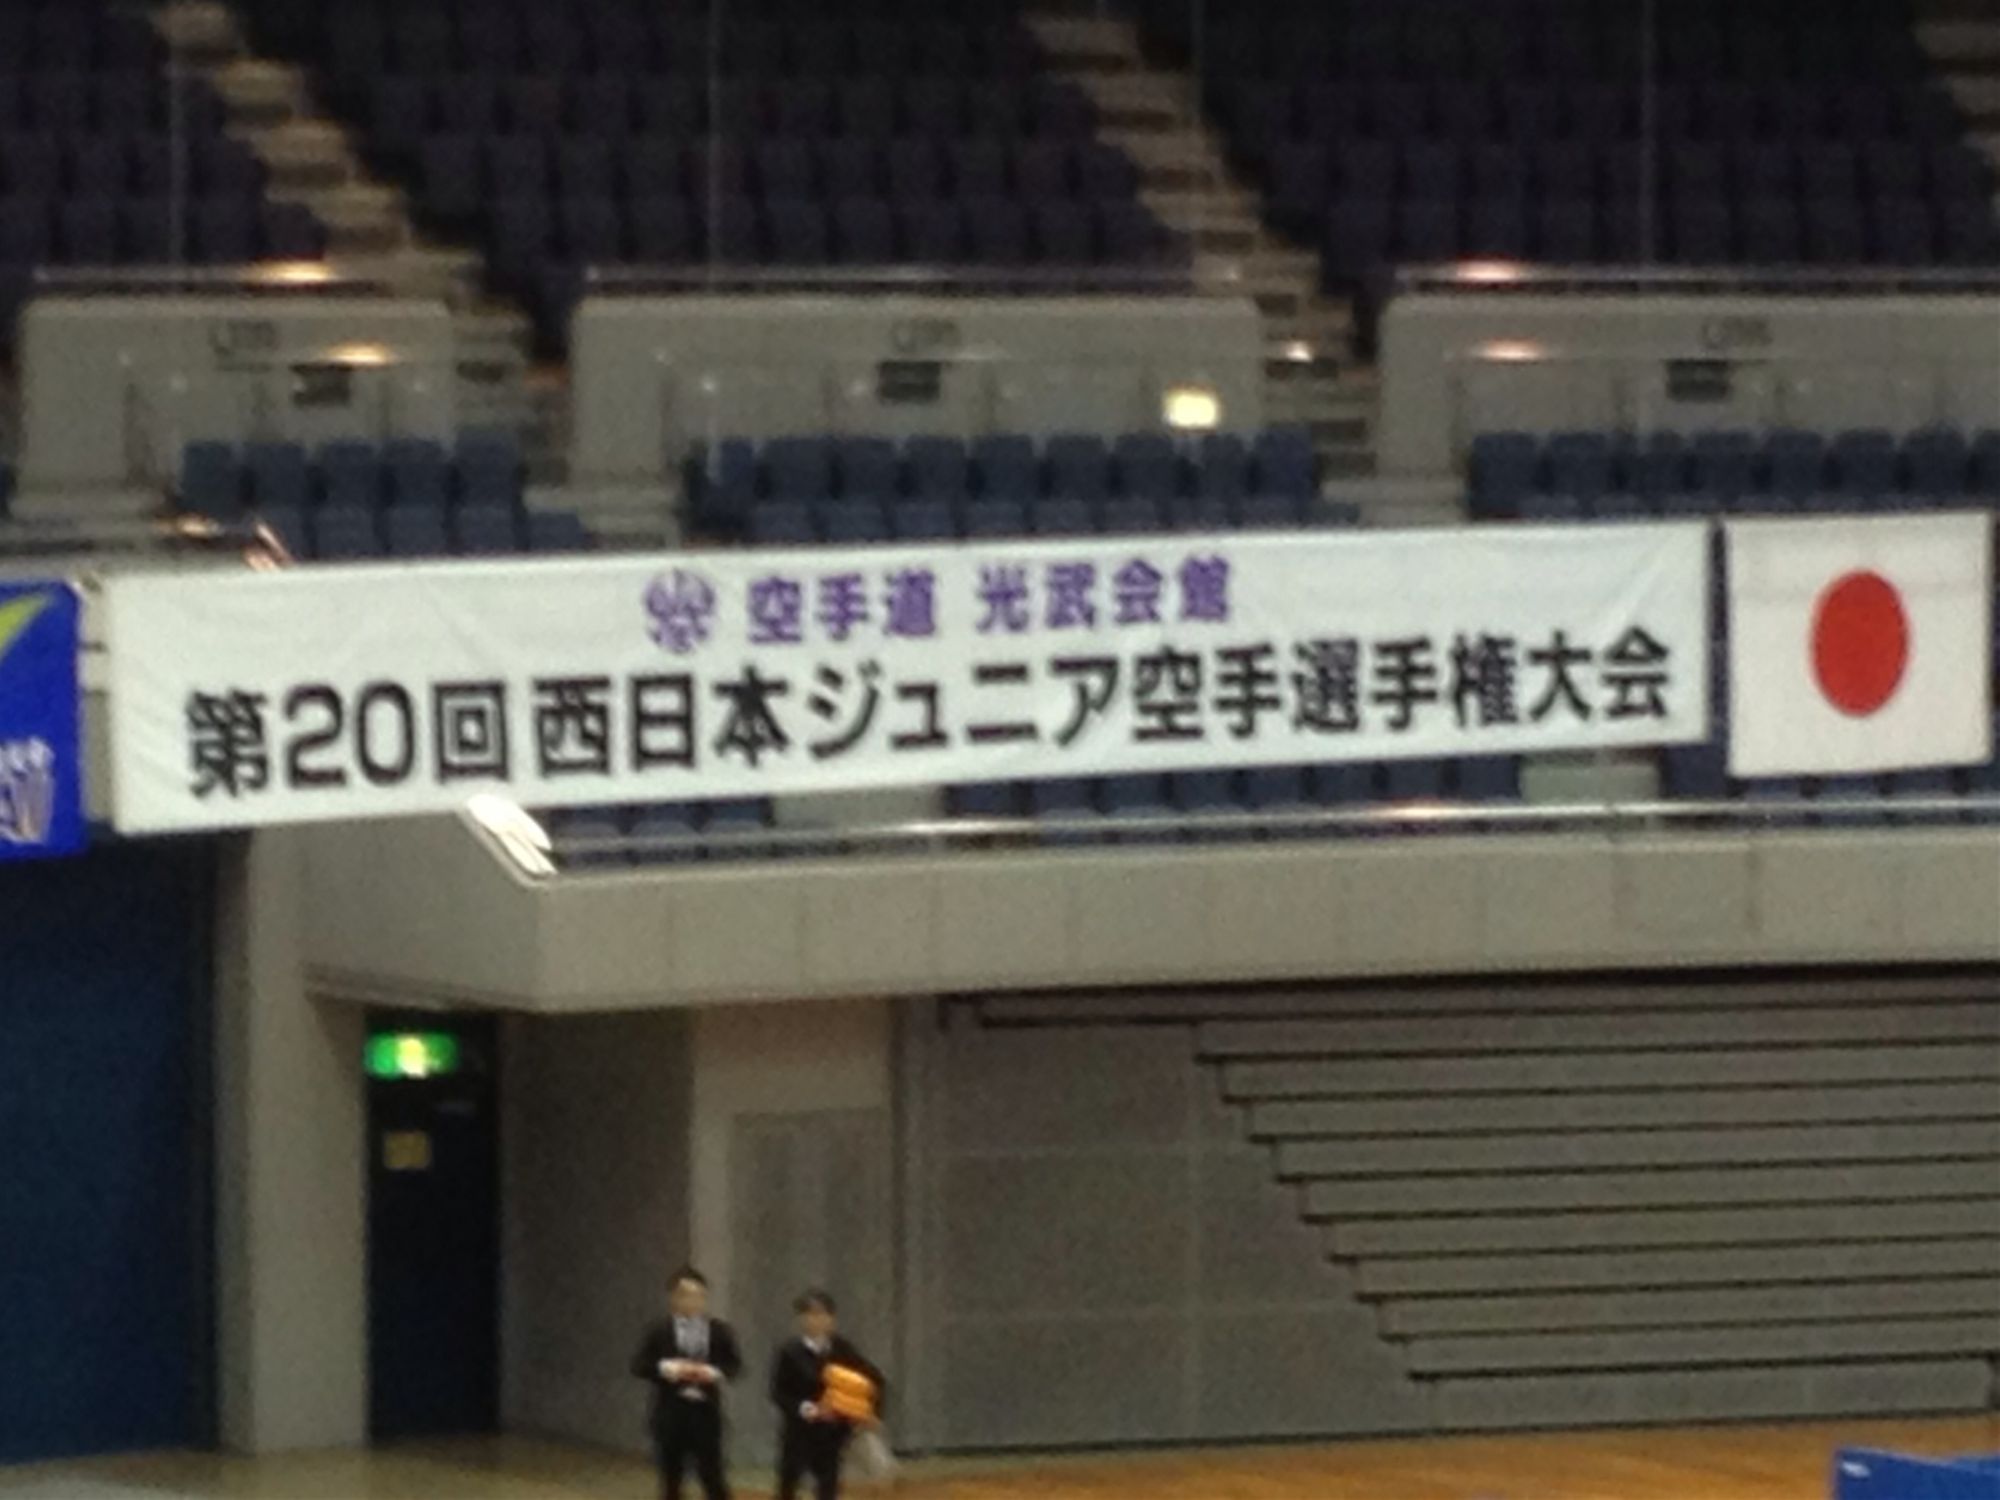 空手道 光武会館
第20回西日本ジュニア空手選手権大会